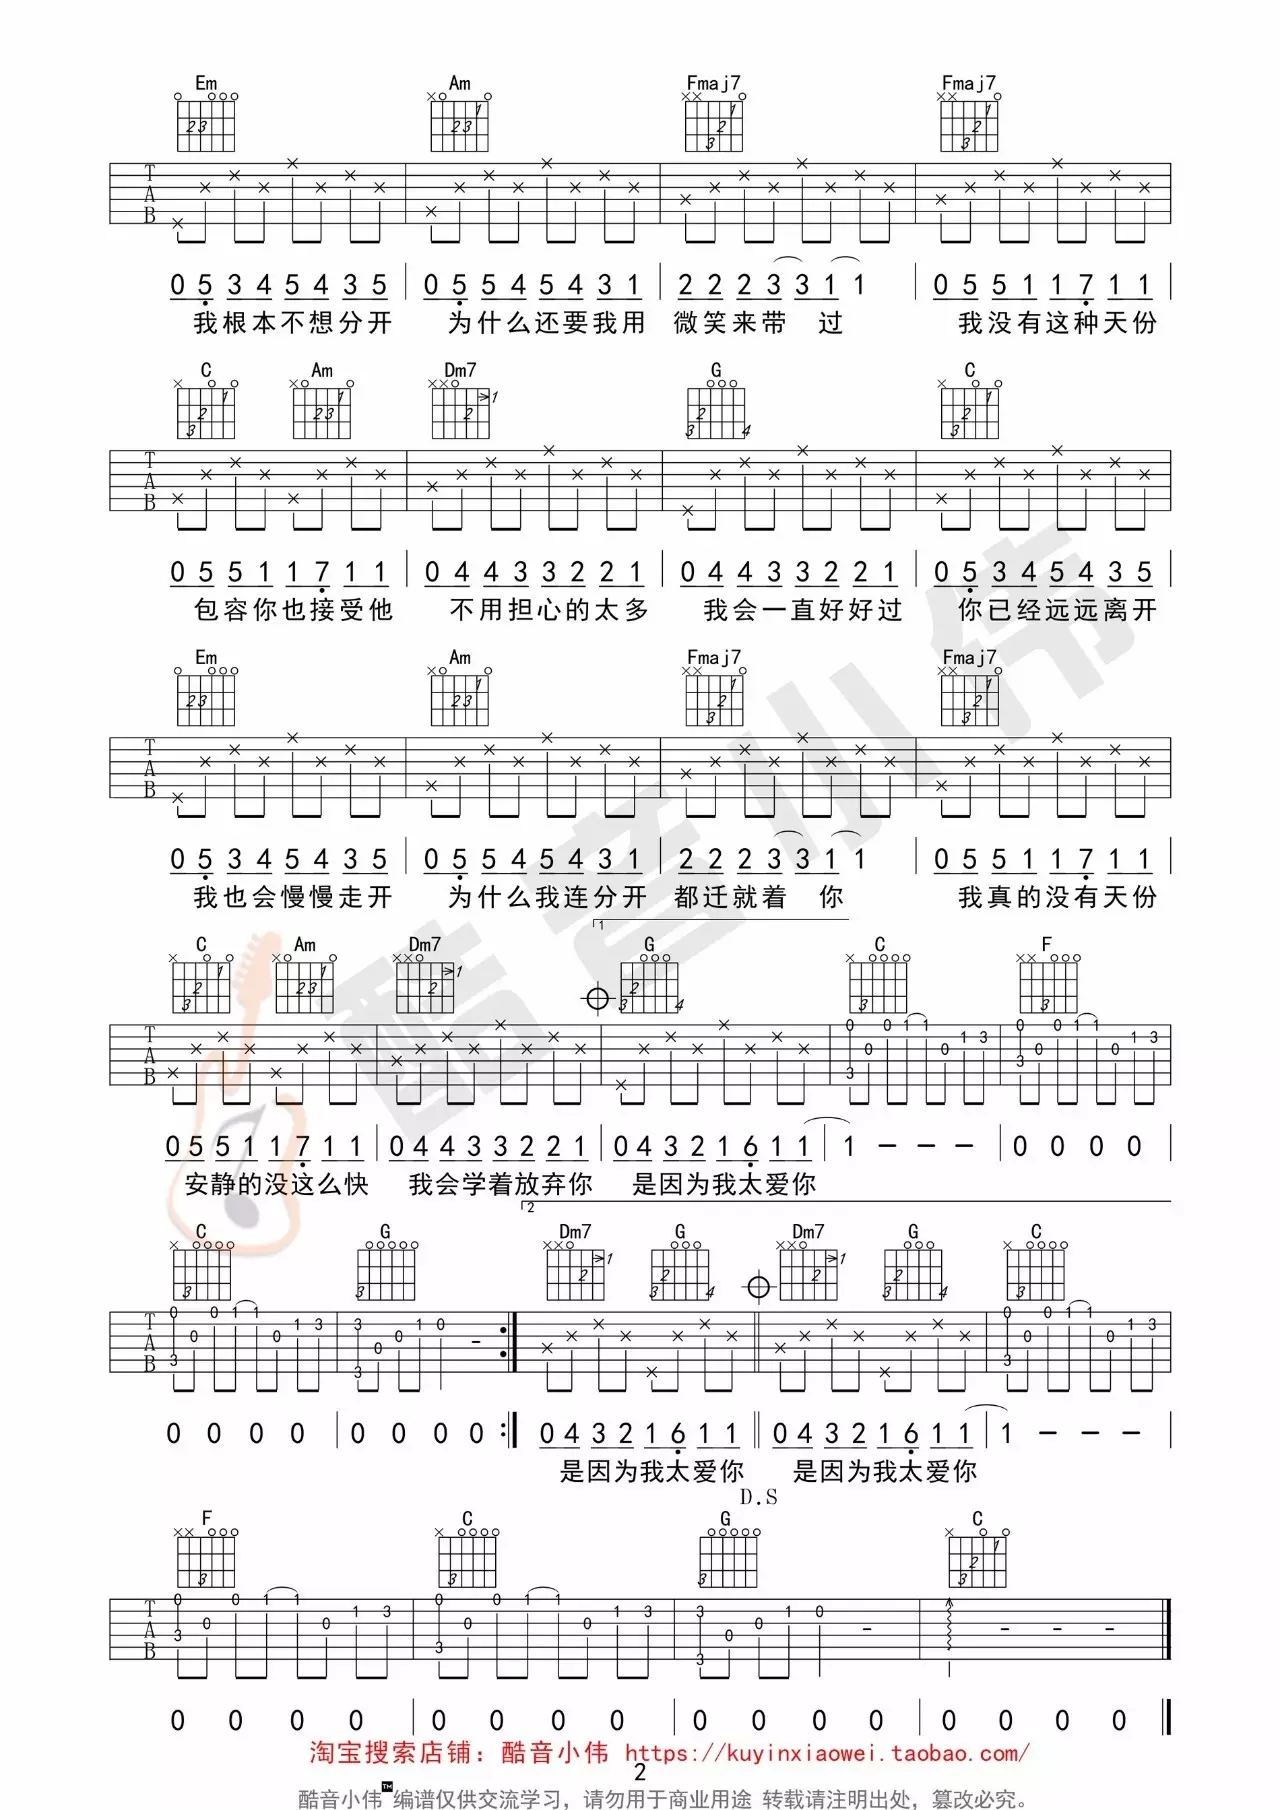 Em Am Fmaj7 Fmaj7
T A B
0 5 3 4 5 4 3 5 | 0 5 5 4 5 4 3 1 | 2 2 2 3 3 1 1 | 0 5 5 1 1 7 1 1 |
我根本不想分开 为什么还要我用 微笑来带 过 我没有这种天份
C Am Dm7 G C
T A B
0 5 5 1 1 7 1 1 | 0 4 4 3 3 2 2 1 | 0 4 4 3 3 2 2 1 | 0 5 3 4 5 4 3 5 |
包容你也接受他 不用担心的太多 我会一直好好过 你已经远远离开
Em Am Fmaj7 Fmaj7
T A B
0 5 3 4 5 4 3 5 | 0 5 5 4 5 4 3 1 | 2 2 2 3 3 1 1 | 0 5 5 1 1 7 1 1 |
我也会慢慢走开 为什么我连分开 都迁就着 你 我真的没有天份
1
C Am Dm7 G C F
T A B
0 5 5 1 1 7 1 1 | 0 4 4 3 3 2 2 1 | 0 4 3 2 1 6 1 1 | 1 — — — | 0 0 0 0 |
安静的没这么快 我会学着放弃你 是因为我太爱你
2
C G Dm7 G Dm7 G C
T A B
0 0 0 0 | 0 0 0 0 :| 0 4 3 2 1 6 1 1 || 0 4 3 2 1 6 1 1 | 1 — — — |
是因为我太爱你 是因为我太爱你
D.S
F C G C
T A B
0 0 0 0 | 0 0 0 0 | 0 0 0 0 | 0 0 0 0 ||
淘宝搜索店铺：酷音小伟 https://kuyinxiaowei.taobao.com/
2
酷音小伟™编谱仅供交流学习，请勿用于商业用途 转载请注明出处，篡改必究。
酷音小伟